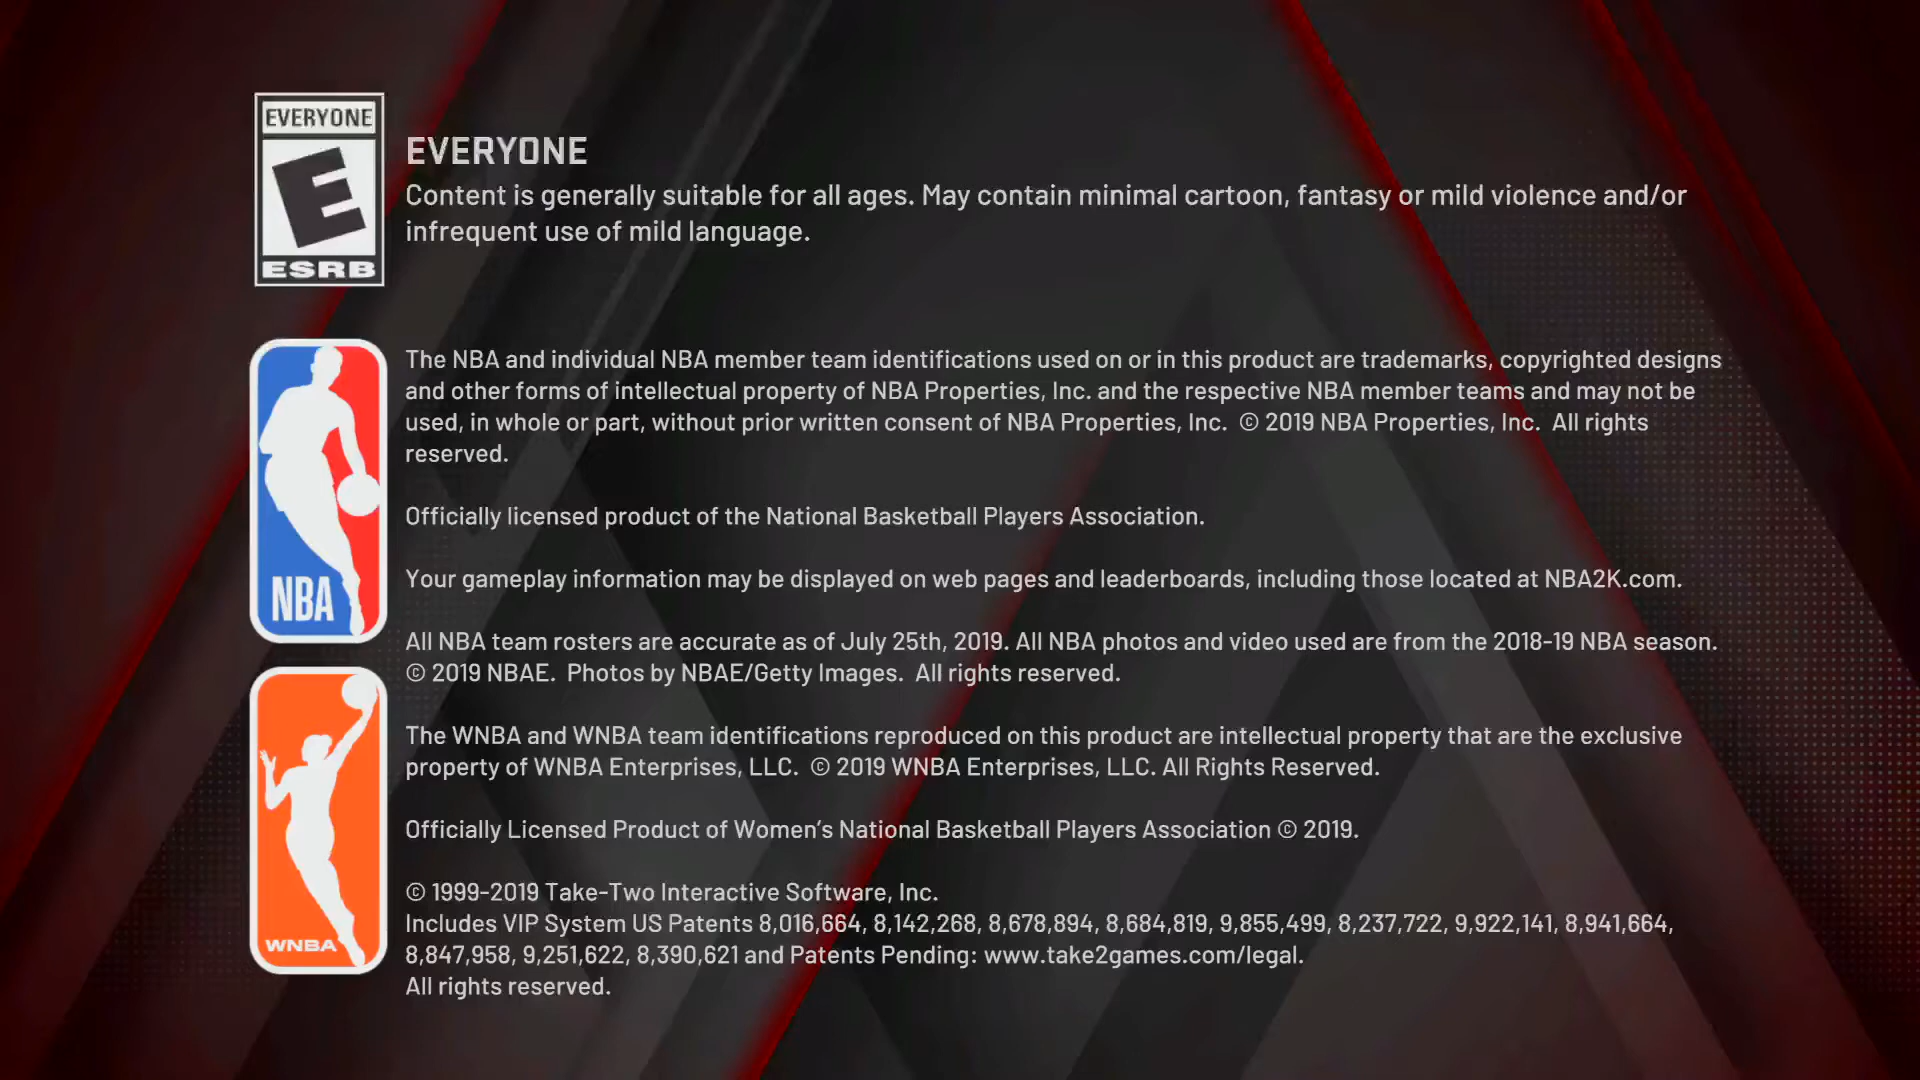 EVERYONE
E
ESRB
EVERYONE
Content is generally suitable for all ages. May contain minimal cartoon, fantasy or mild violence and/or
infrequent use of mild language.
NBA
The NBA and individual NBA member team identifications used on or in this product are trademarks, copyrighted designs
and other forms of intellectual property of NBA Properties, Inc. and the respective NBA member teams and may not be
used, in whole or part, without prior written consent of NBA Properties, Inc. © 2019 NBA Properties, Inc. All rights
reserved.
Officially licensed product of the National Basketball Players Association.
Your gameplay information may be displayed on web pages and leaderboards, including those located at NBA2K.com.
All NBA team rosters are accurate as of July 25th, 2019. All NBA photos and video used are from the 2018-19 NBA season.
© 2019 NBAE. Photos by NBAE/Getty Images. All rights reserved.
WNBA
The WNBA and WNBA team identifications reproduced on this product are intellectual property that are the exclusive
property of WNBA Enterprises, LLC. © 2019 WNBA Enterprises, LLC. All Rights Reserved.
Officially Licensed Product of Women's National Basketball Players Association © 2019.
© 1999-2019 Take-Two Interactive Software, Inc.
Includes VIP System US Patents 8,016,664, 8,142,268, 8,678,894, 8,684,819, 9,855,499, 8,237,722, 9,922,141, 8,941,664,
8,847,958, 9,251,622, 8,390,621 and Patents Pending: www.take2games.com/legal.
All rights reserved.